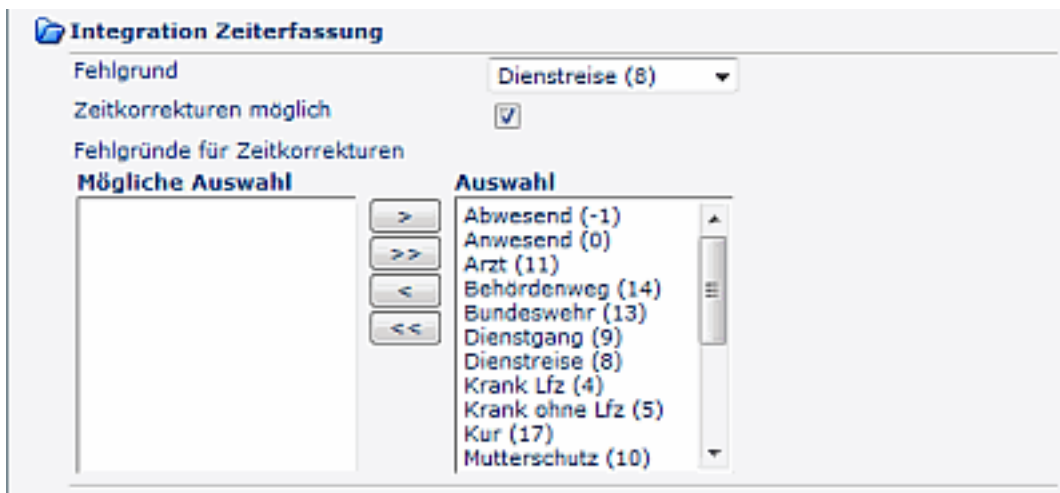 Integration Zeiterfassung
Fehlgrund
Dienstreise (8)
Zeitkorrekturen möglich
Fehlgründe für Zeitkorrekturen
Mögliche Auswahl
>
>>
<
<<
Auswahl
Abwesend (-1)
Anwesend (0)
Arzt (11)
Behördenweg (14)
Bundeswehr (13)
Dienstgang (9)
Dienstreise (8)
Krank Lfz (4)
Krank ohne Lfz (5)
Kur (17)
Mutterschutz (10)